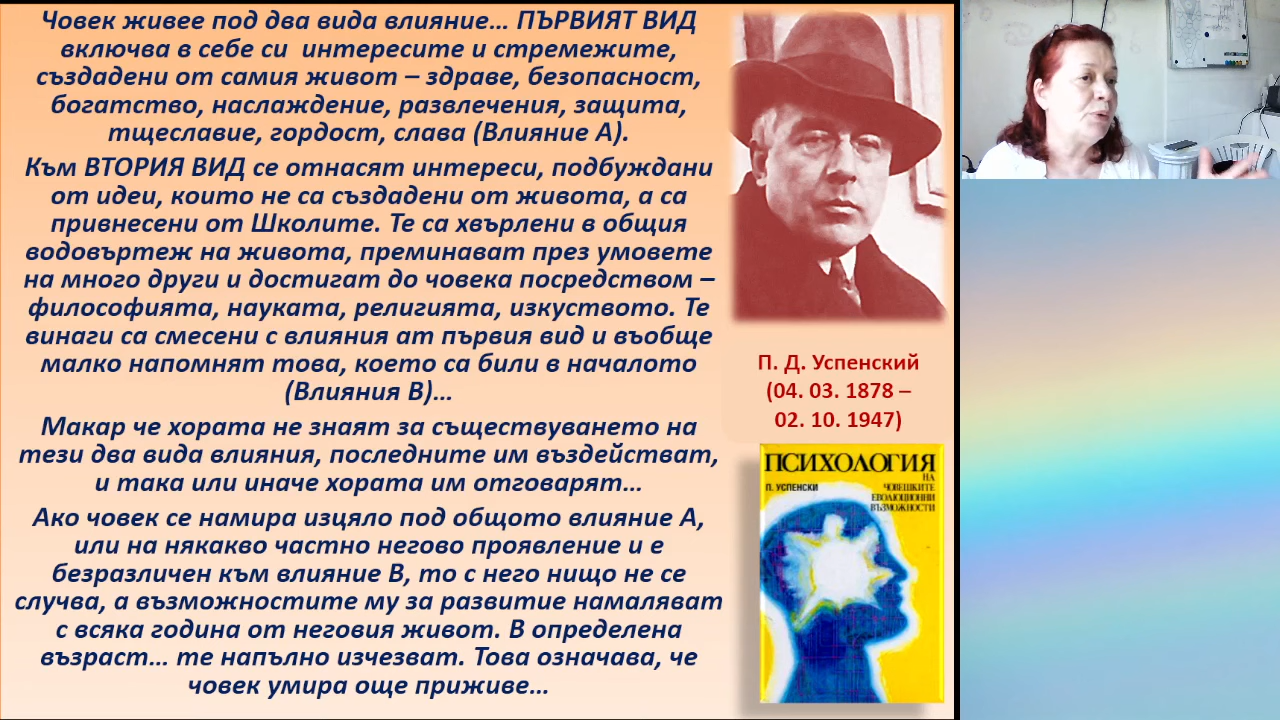 Човек живее под два вида влияние... ПЪРВИЯТ ВИД
включва в себе си интересите и стремежите,
създадени от самия живот – здраве, безопасност,
богатство, наслаждение, развлечения, защита,
тщеславие, гордост, слава (Влияние А).
Към ВТОРИЯ ВИД се отнасят интереси, подбуждани
от идеи, които не са създадени от живота, а са
привнесени от Школите. Те са хвърлени в общия
водовъртеж на живота, преминават през умовете
на много други и достигат до човека посредством –
философията, науката, религията, изкуството. Те
винаги са смесени с влияния ат първия вид и въобще
малко напомнят това, което са били в началото
(Влияния В)...
Макар че хората не знаят за съществуването на
тези два вида влияния, последните им въздействат,
и така или иначе хората им отговарят...
Ако човек се намира изцяло под общото влияние А,
или на някакво частно негово проявление и е
безразличен към влияние В, то с него нищо не се
случва, а възможностите му за развитие намаляват
с всяка година от неговия живот. В определена
възраст... те напълно изчезват. Това означава, че
човек умира още приживе...
П. Д. Успенский
(04. 03. 1878 –
02. 10. 1947)
ПСИХОЛОГИЯ
НА
ЧОВЕШКИТЕ
ЕВОЛЮЦИОННИ
ВЪЗМОЖНОСТИ
П. УСПЕНСКИ